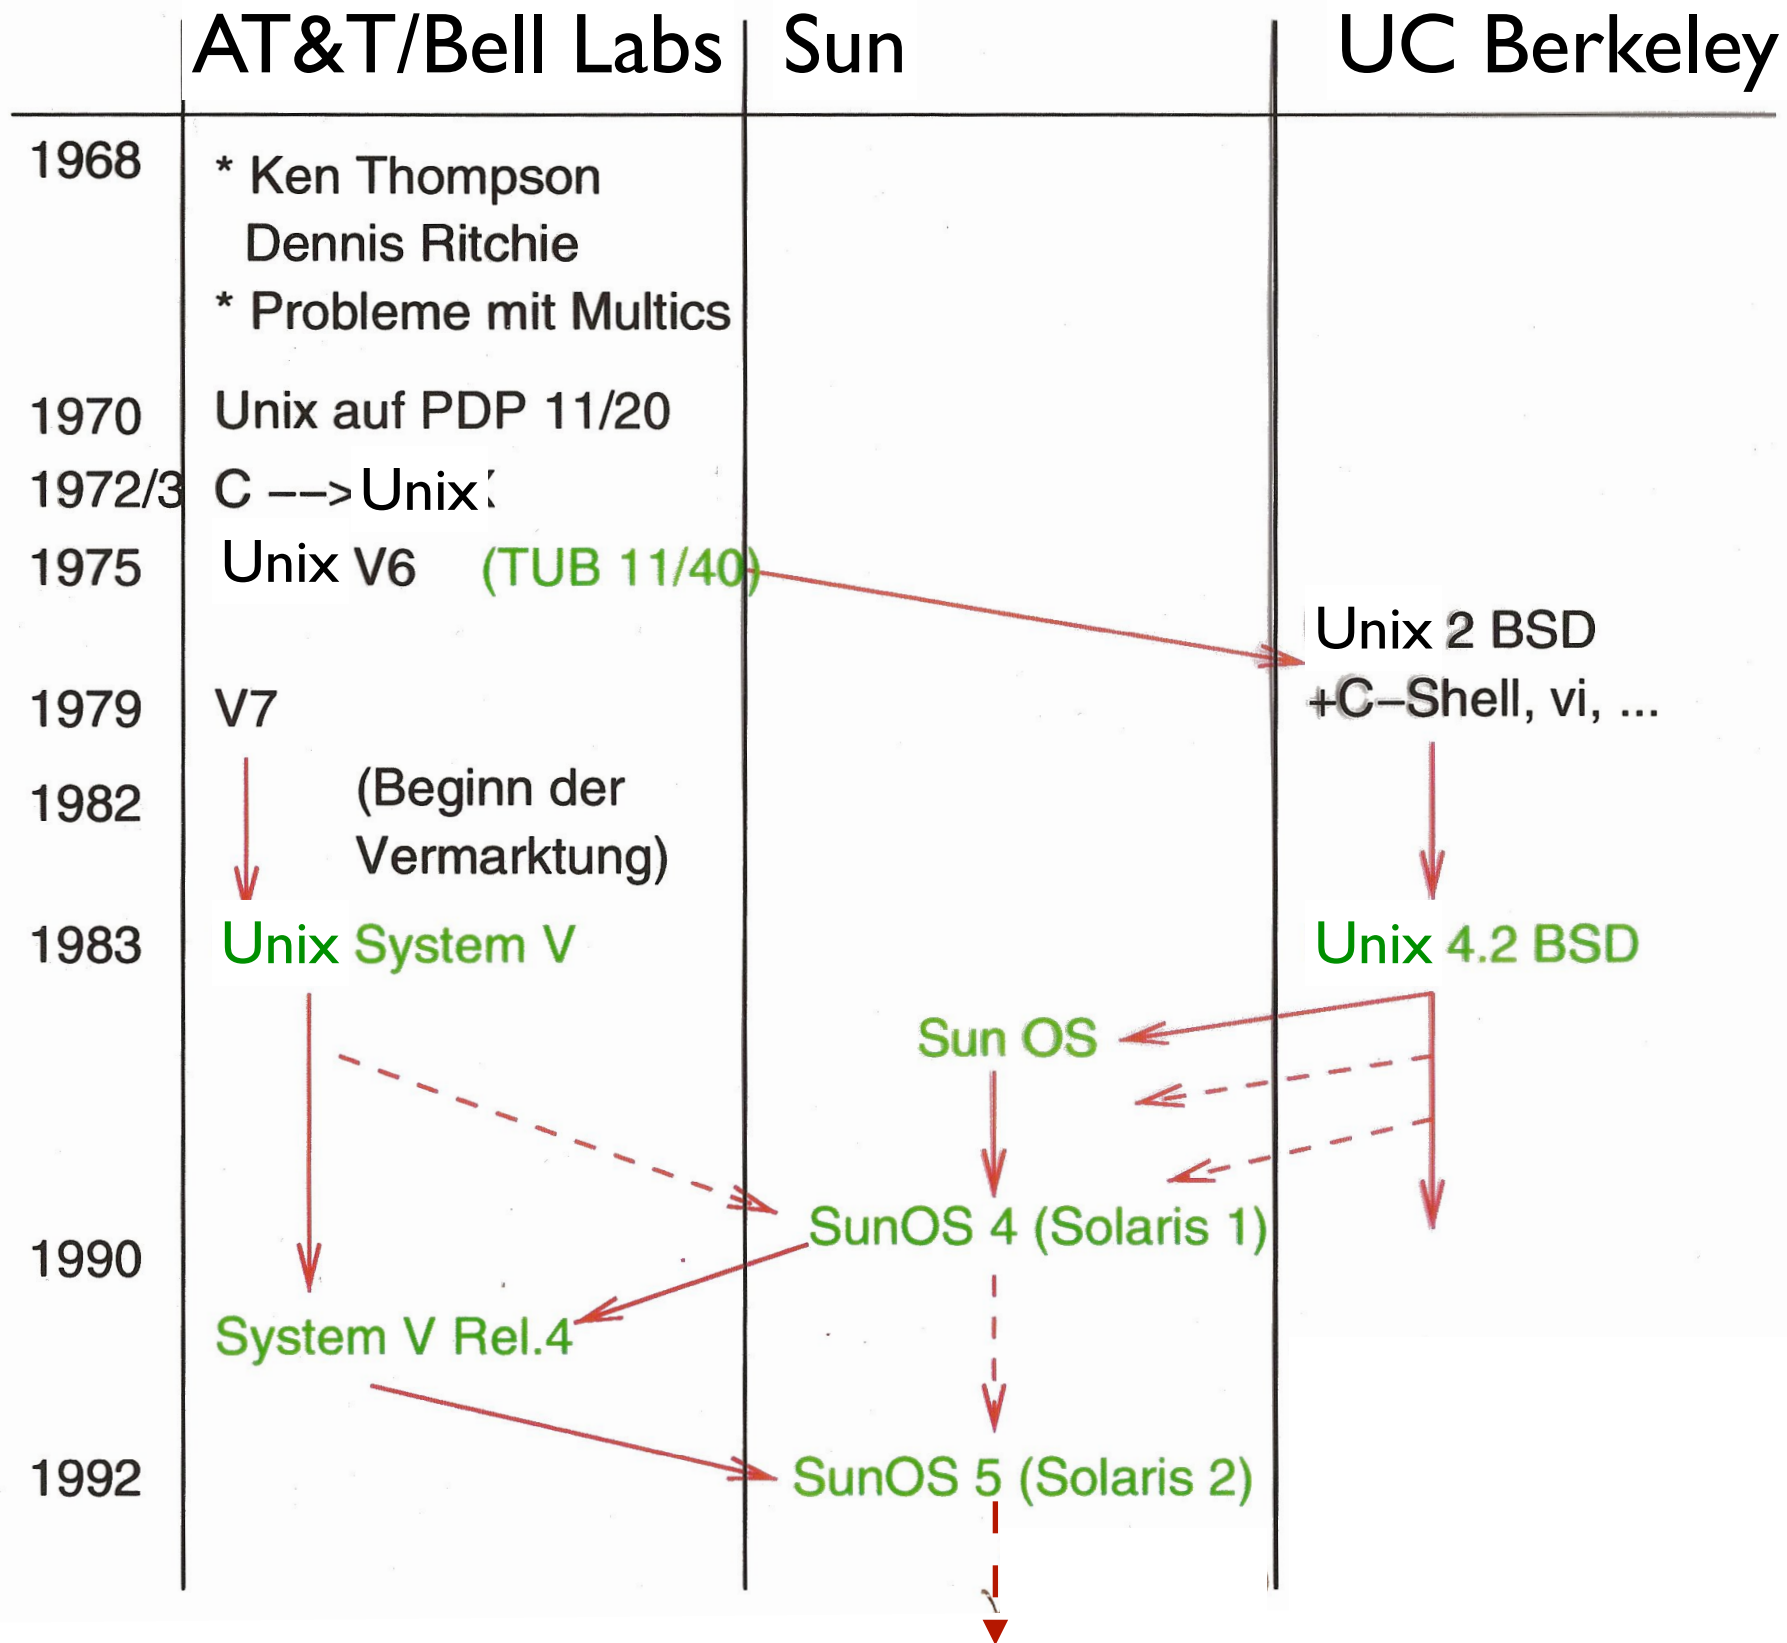 AT&T/Bell Labs Sun UC Berkeley
1968 * Ken Thompson
Dennis Ritchie
* Probleme mit Multics
1970 Unix auf PDP 11/20
1972/3 C --> Unix
1975 Unix V6 (TUB 11/40)
Unix 2 BSD
1979 V7 +C-Shell, vi, ...
1982 (Beginn der
Vermarktung)
1983 Unix System V Unix 4.2 BSD
Sun OS
SunOS 4 (Solaris 1)
1990
System V Rel.4
1992 SunOS 5 (Solaris 2)